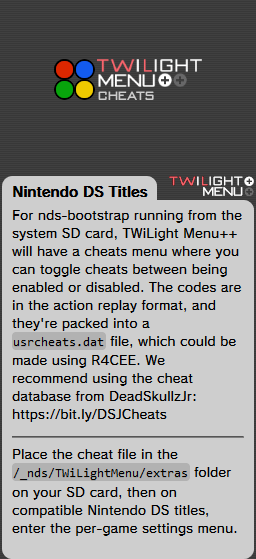 TWiLight
MENU++
CHEATS
Nintendo DS Titles
TWiLight
MENU++
For nds-bootstrap running from the
system SD card, TWiLight Menu++
will have a cheats menu where you
can toggle cheats between being
enabled or disabled. The codes are
in the action replay format, and
they're packed into a
usrcheats.dat file, which could be
made using R4CEE. We
recommend using the cheat
database from DeadSkullzJr:
https://bit.ly/DSJCheats
Place the cheat file in the
/_nds/TWiLightMenu/extras folder
on your SD card, then on
compatible Nintendo DS titles,
enter the per-game settings menu.